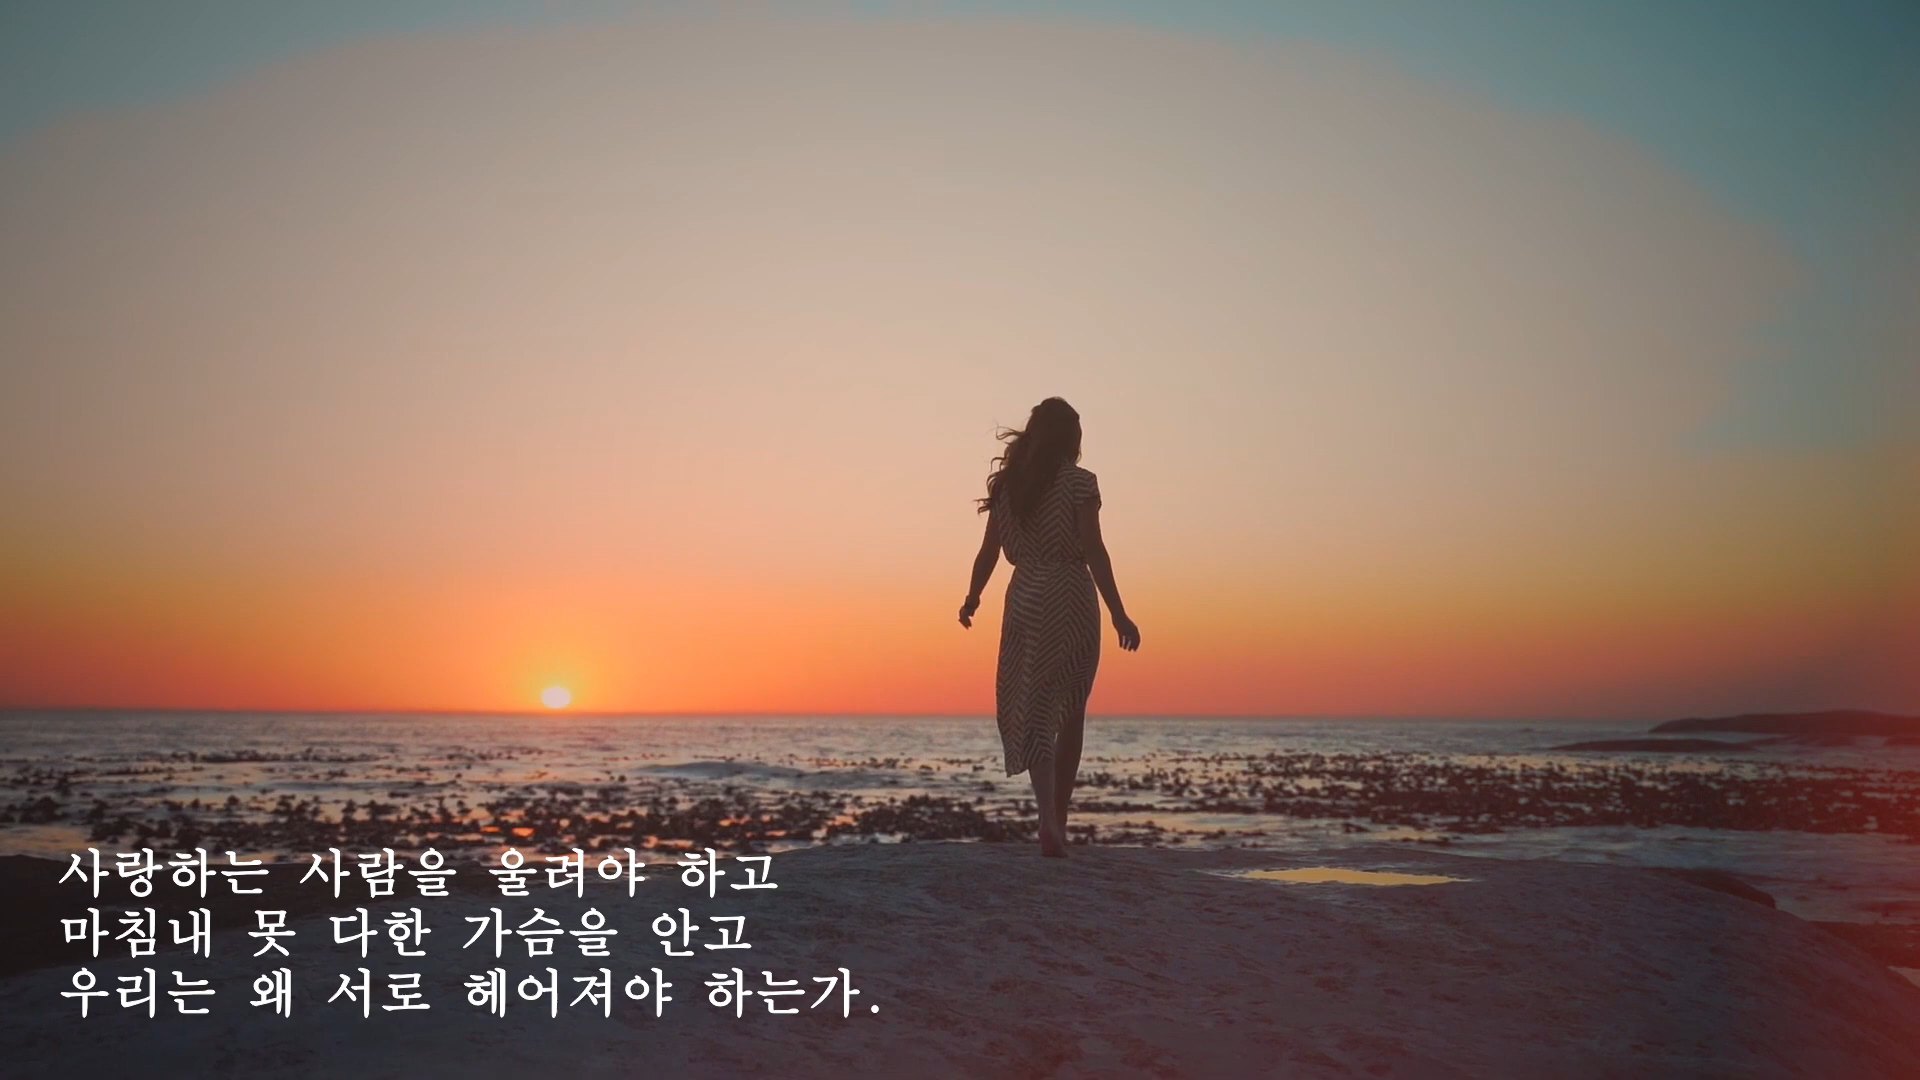 사랑하는 사람을 울려야 하고
마침내 못 다한 가슴을 안고
우리는 왜 서로 헤어져야 하는가.